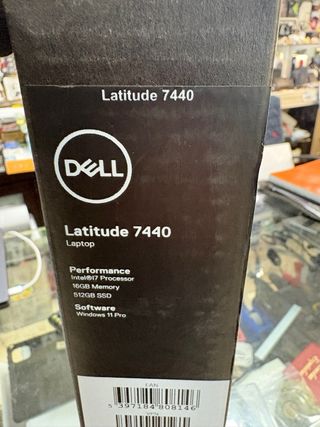 Latitude 7440
DELL
Latitude 7440
Laptop
Performance
Intel®I7 Processor
16GB Memory
512GB SSD
Software
Windows 11 Pro
EAN
5 397184 808146